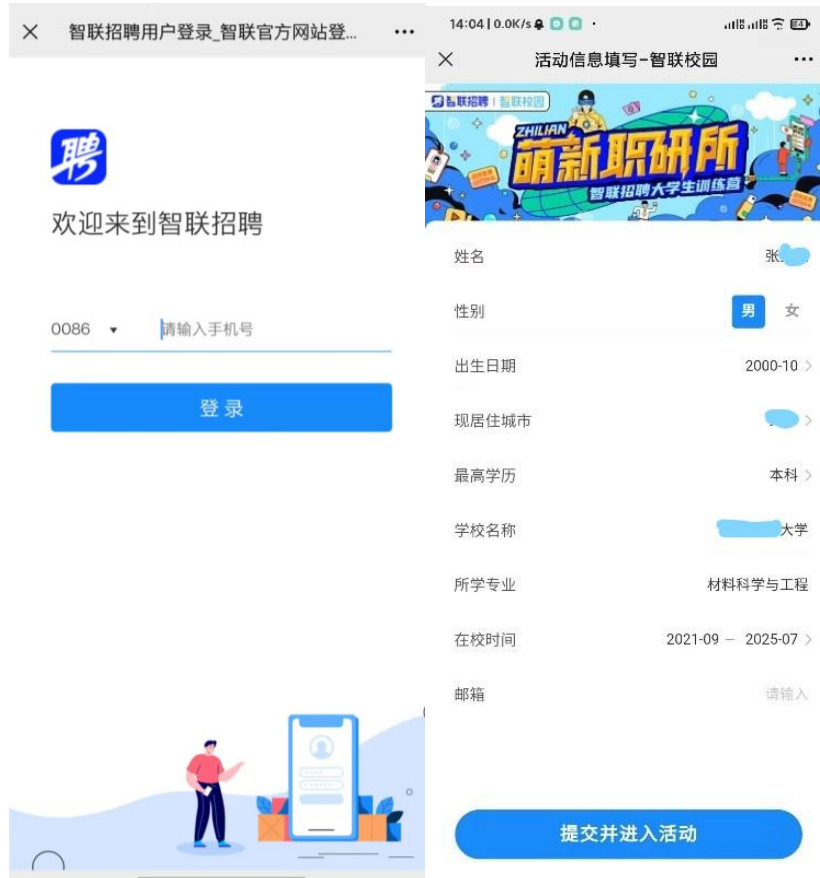 智联招聘用户登录_智联官方网站登...
聘
欢迎来到智联招聘
0086
请输入手机号
登录
14:04 | 0.0K/s
活动信息填写-智联校园
智联招聘 | 智联校园
ZHILIAN
萌新职研所
智联招聘大学生训练营
姓名 张
性别 男 女
出生日期 2000-10
现居住城市
最高学历 本科
学校名称 大学
所学专业 材料科学与工程
在校时间 2021-09 – 2025-07
邮箱 请输入
提交并进入活动